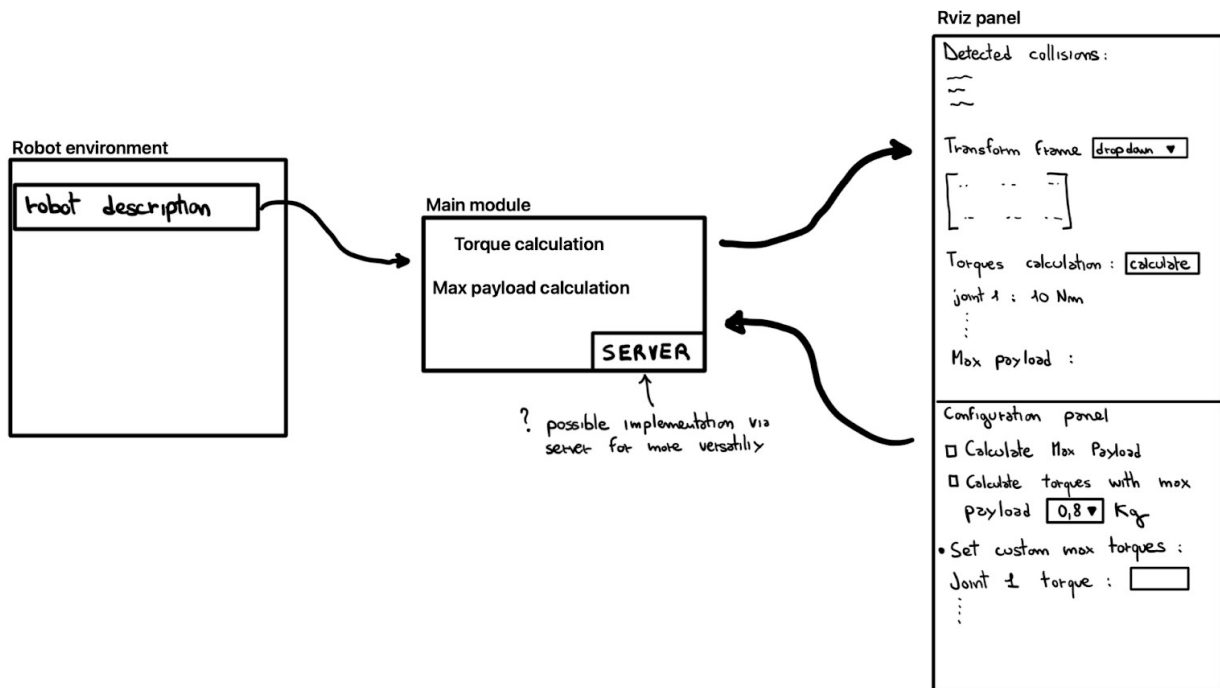 Robot environment
robot description
Main module
Torque calculation
Max payload calculation
SERVER
? possible implementation via
server for more versatiliy
Rviz panel
Detected collisions:
Transform frame dropdown ▼
Torques calculation : calculate
joint 1 : 10 Nm
Max payload :
Configuration panel
Calculate Max Payload
Calculate torques with max
payload 0,8 ▼ Kg
• Set custom max torques :
Joint 1 torque :